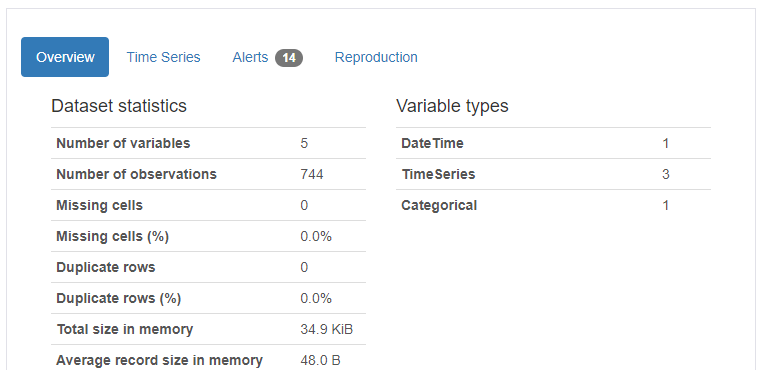 Overview Time Series Alerts 14 Reproduction
Dataset statistics
Number of variables 5
Number of observations 744
Missing cells 0
Missing cells (%) 0.0%
Duplicate rows 0
Duplicate rows (%) 0.0%
Total size in memory 34.9 KiB
Average record size in memory 48.0 B
Variable types
DateTime 1
TimeSeries 3
Categorical 1